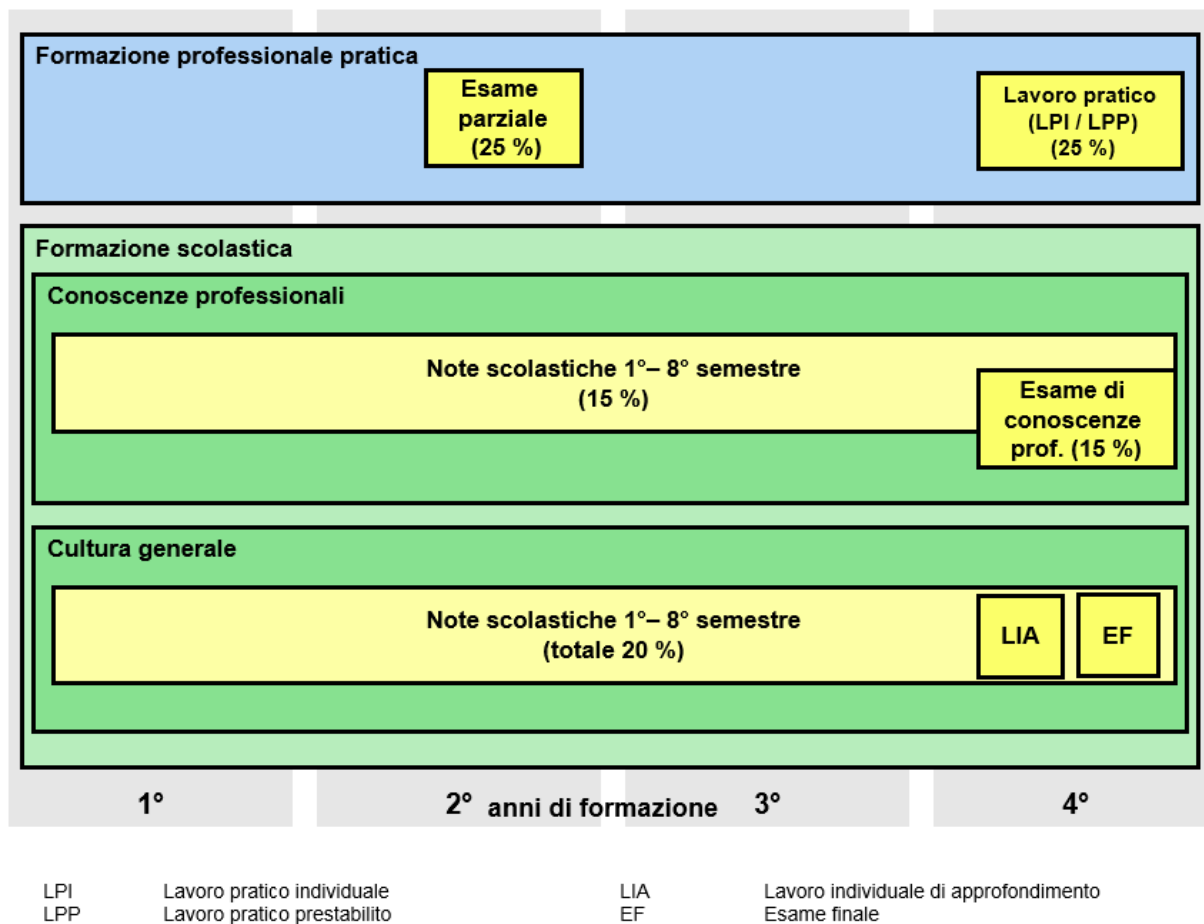 Formazione professionale pratica
Esame
parziale
(25 %)
Lavoro pratico
(LPI / LPP)
(25 %)
Formazione scolastica
Conoscenze professionali
Note scolastiche 1°– 8° semestre
(15 %)
Esame di
conoscenze
prof. (15 %)
Cultura generale
Note scolastiche 1°– 8° semestre
(totale 20 %)
LIA
EF
1° 2° anni di formazione 3° 4°
LPI Lavoro pratico individuale LIA Lavoro individuale di approfondimento
LPP Lavoro pratico prestabilito EF Esame finale